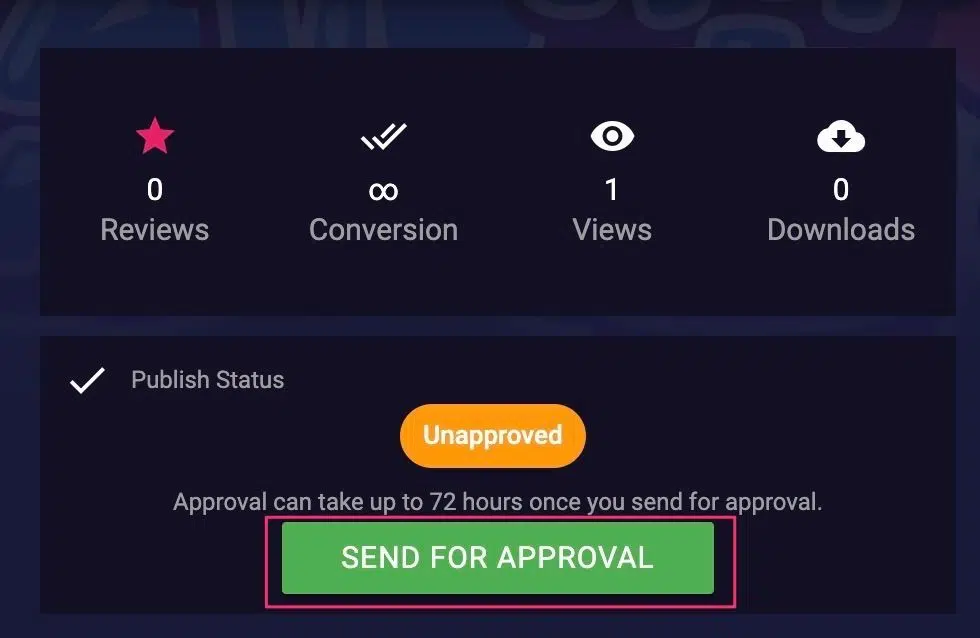 0 ∞ 1 0
Reviews Conversion Views Downloads
Publish Status
Unapproved
Approval can take up to 72 hours once you send for approval.
SEND FOR APPROVAL